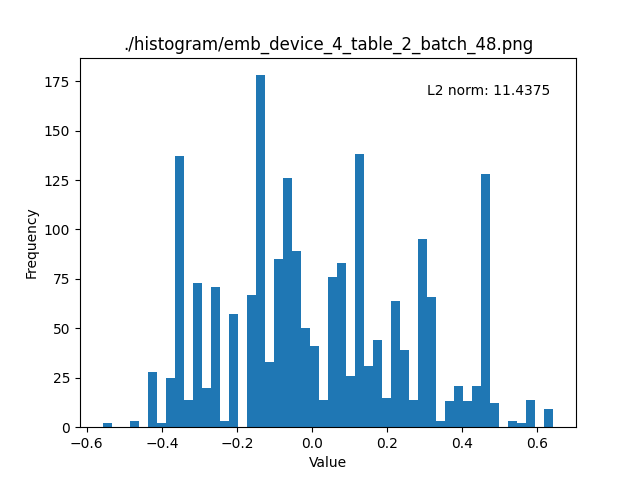 ./histogram/emb_device_4_table_2_batch_48.png
L2 norm: 11.4375
175
150
125
100
75
50
25
0
Frequency
−0.6 −0.4 −0.2 0.0 0.2 0.4 0.6
Value